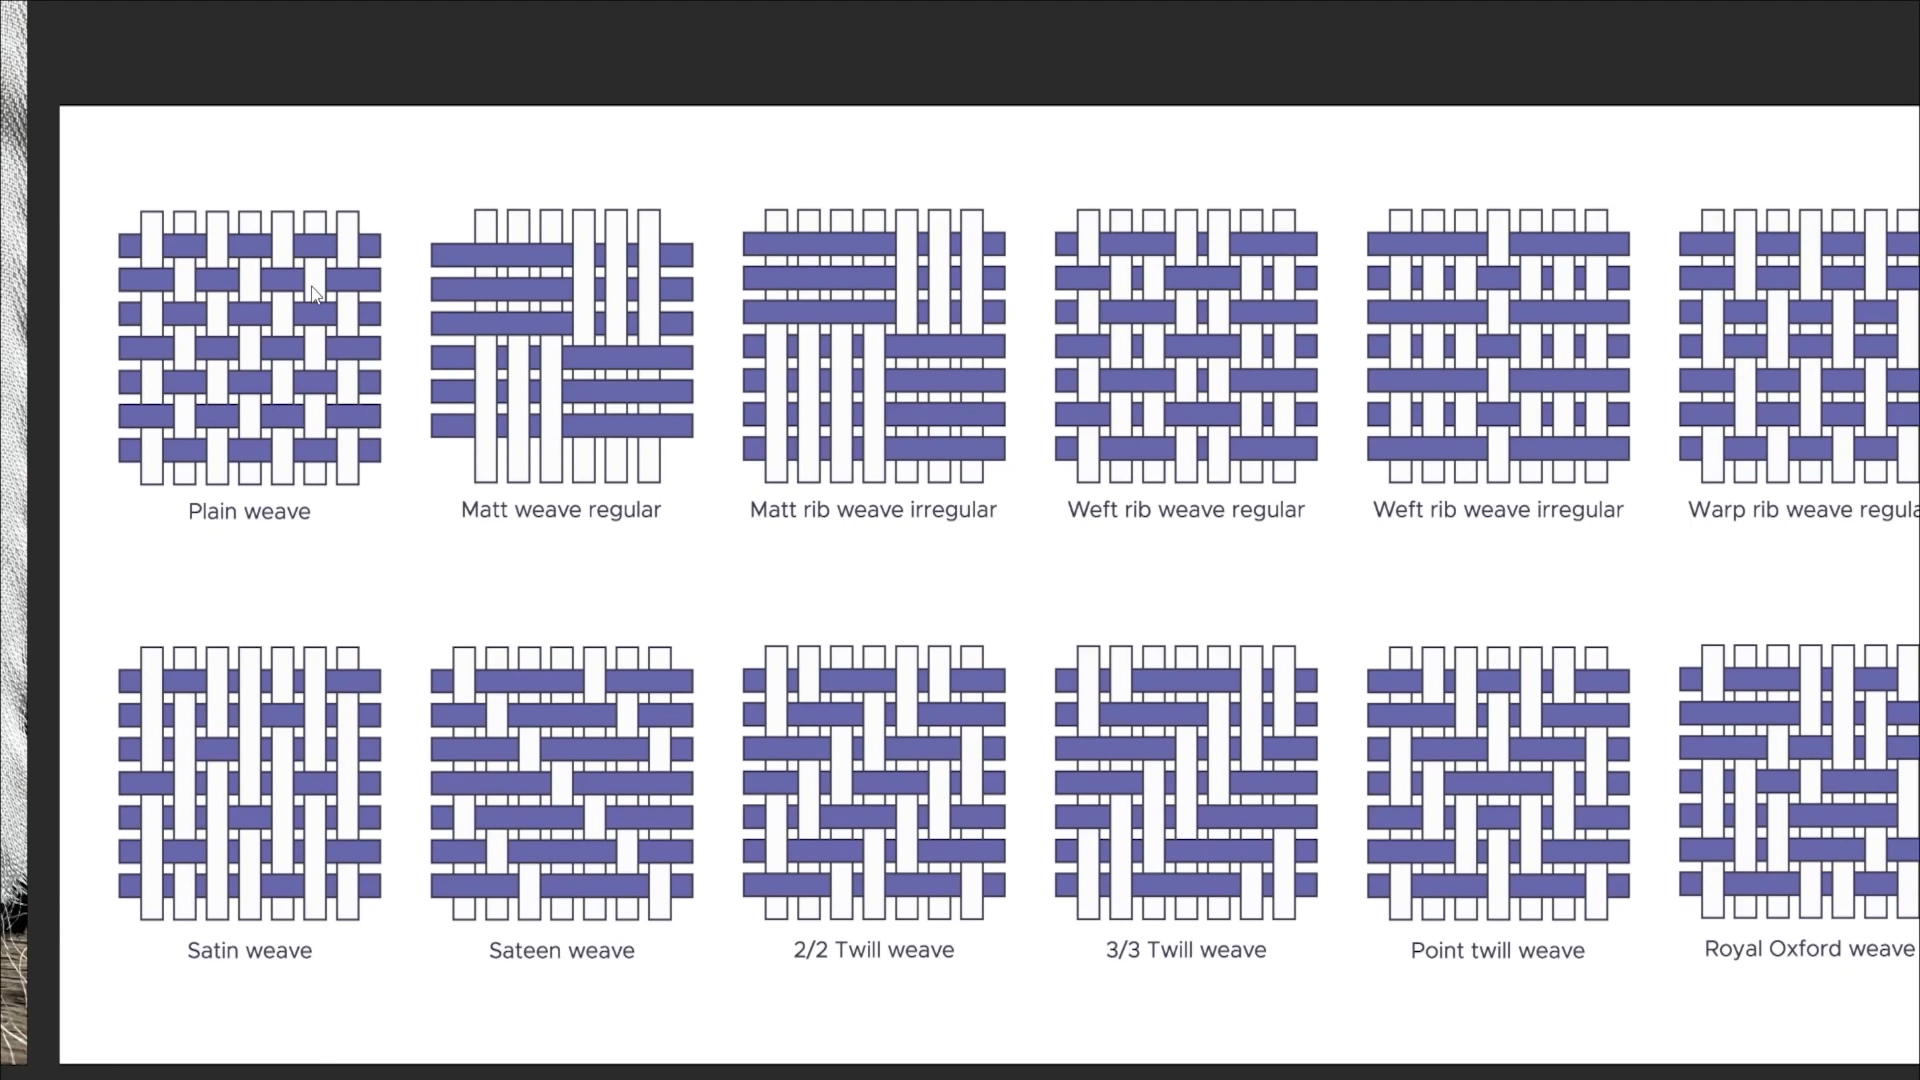 Plain weave
Matt weave regular
Matt rib weave irregular
Weft rib weave regular
Weft rib weave irregular
Warp rib weave regula
Satin weave
Sateen weave
2/2 Twill weave
3/3 Twill weave
Point twill weave
Royal Oxford weave